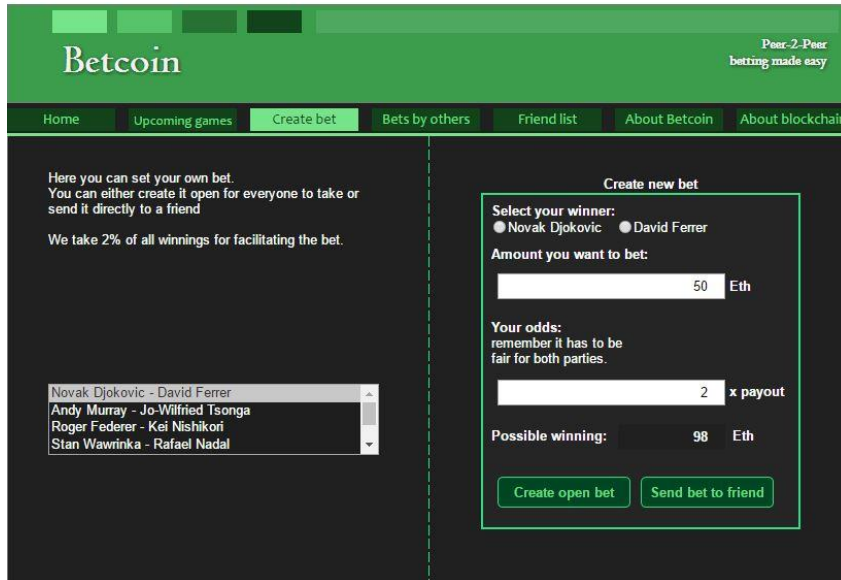 Betcoin
Peer-2-Peer
betting made easy
Home
Upcoming games
Create bet
Bets by others
Friend list
About Betcoin
About blockchain
Here you can set your own bet.
You can either create it open for everyone to take or
send it directly to a friend
We take 2% of all winnings for facilitating the bet.
Novak Djokovic - David Ferrer
Andy Murray - Jo-Wilfried Tsonga
Roger Federer - Kei Nishikori
Stan Wawrinka - Rafael Nadal
Create new bet
Select your winner:
Novak Djokovic David Ferrer
Amount you want to bet:
50 Eth
Your odds:
remember it has to be
fair for both parties.
2 x payout
Possible winning: 98 Eth
Create open bet Send bet to friend